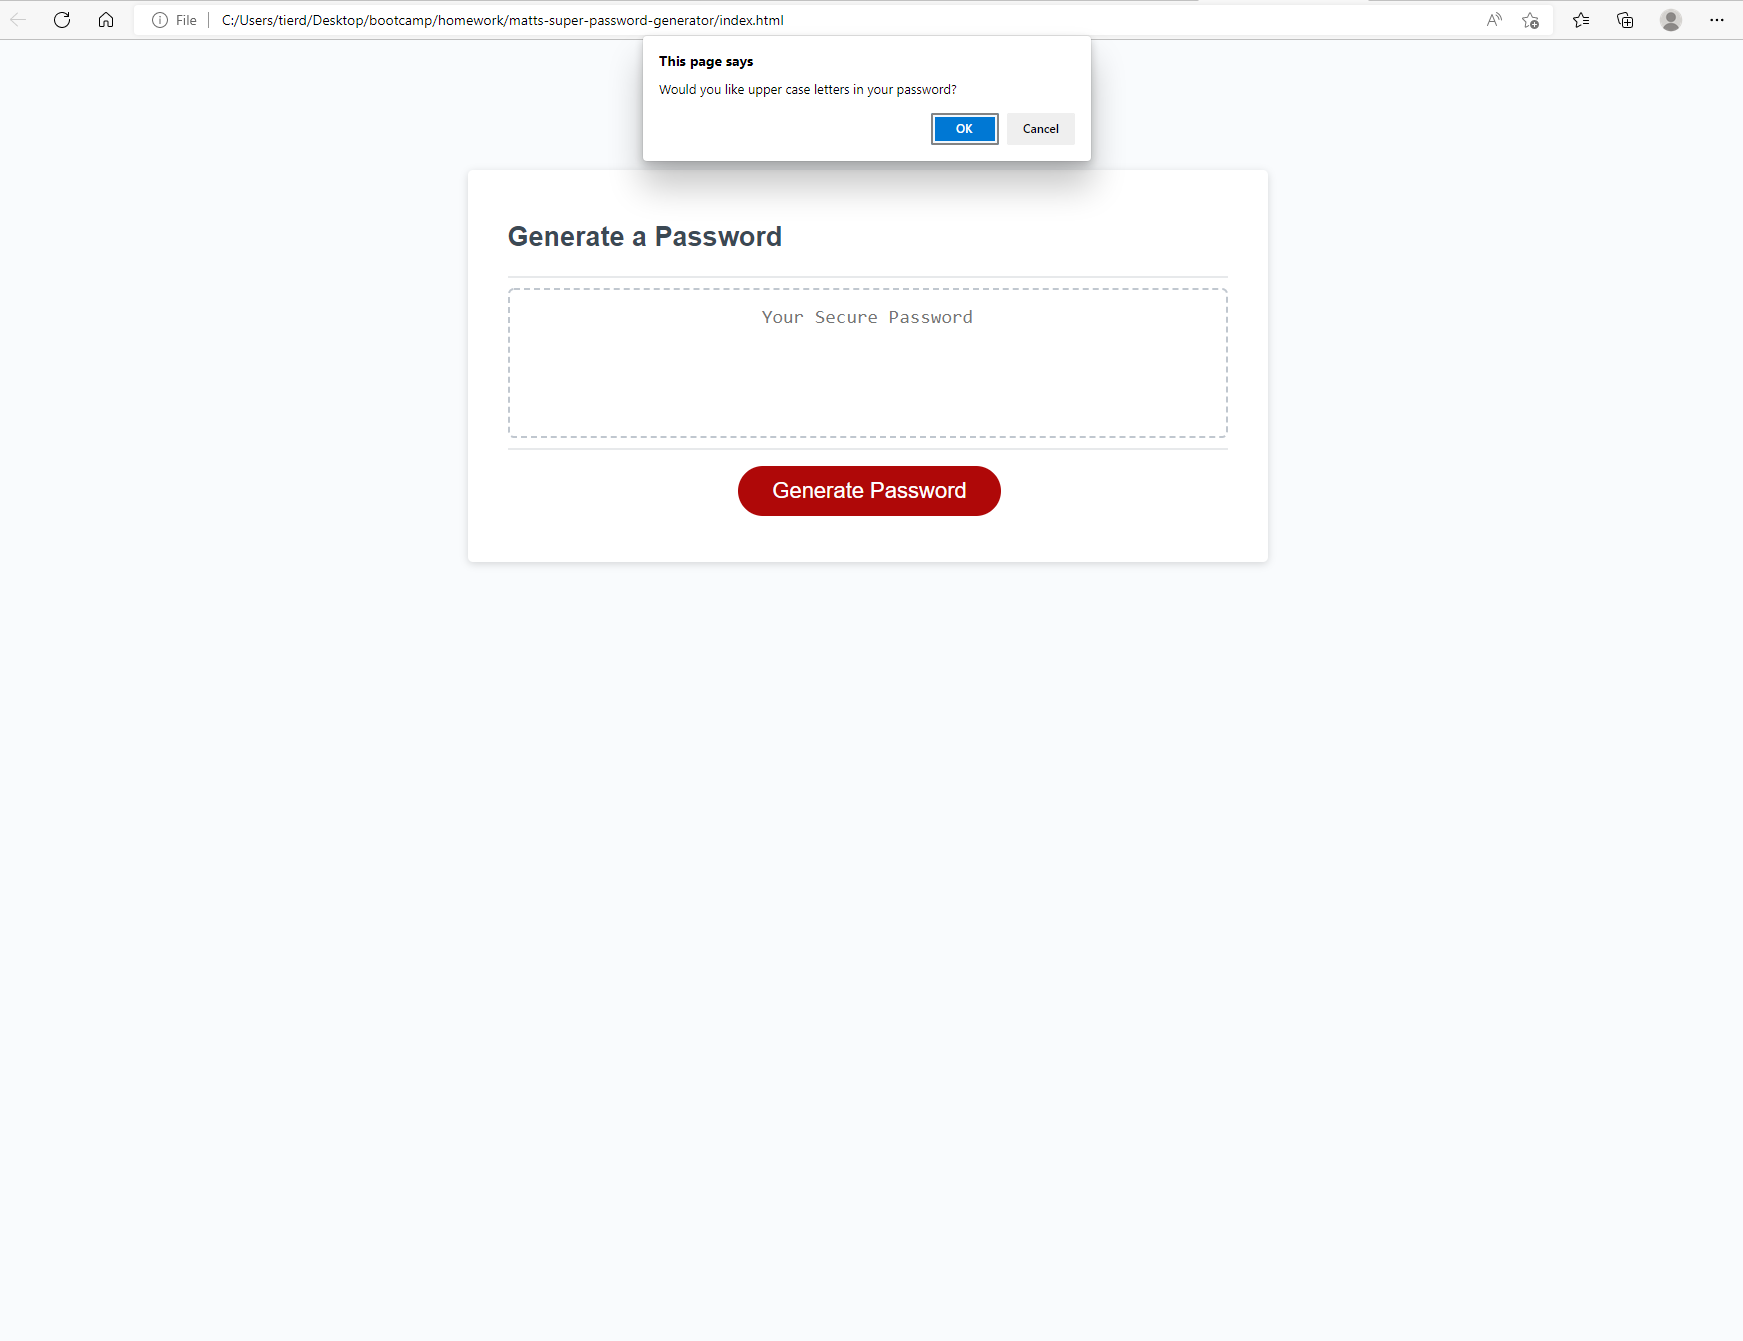 File C:/Users/tierd/Desktop/bootcamp/homework/matts-super-password-generator/index.html
This page says
Would you like upper case letters in your password?
OK Cancel
Generate a Password
Your Secure Password
Generate Password